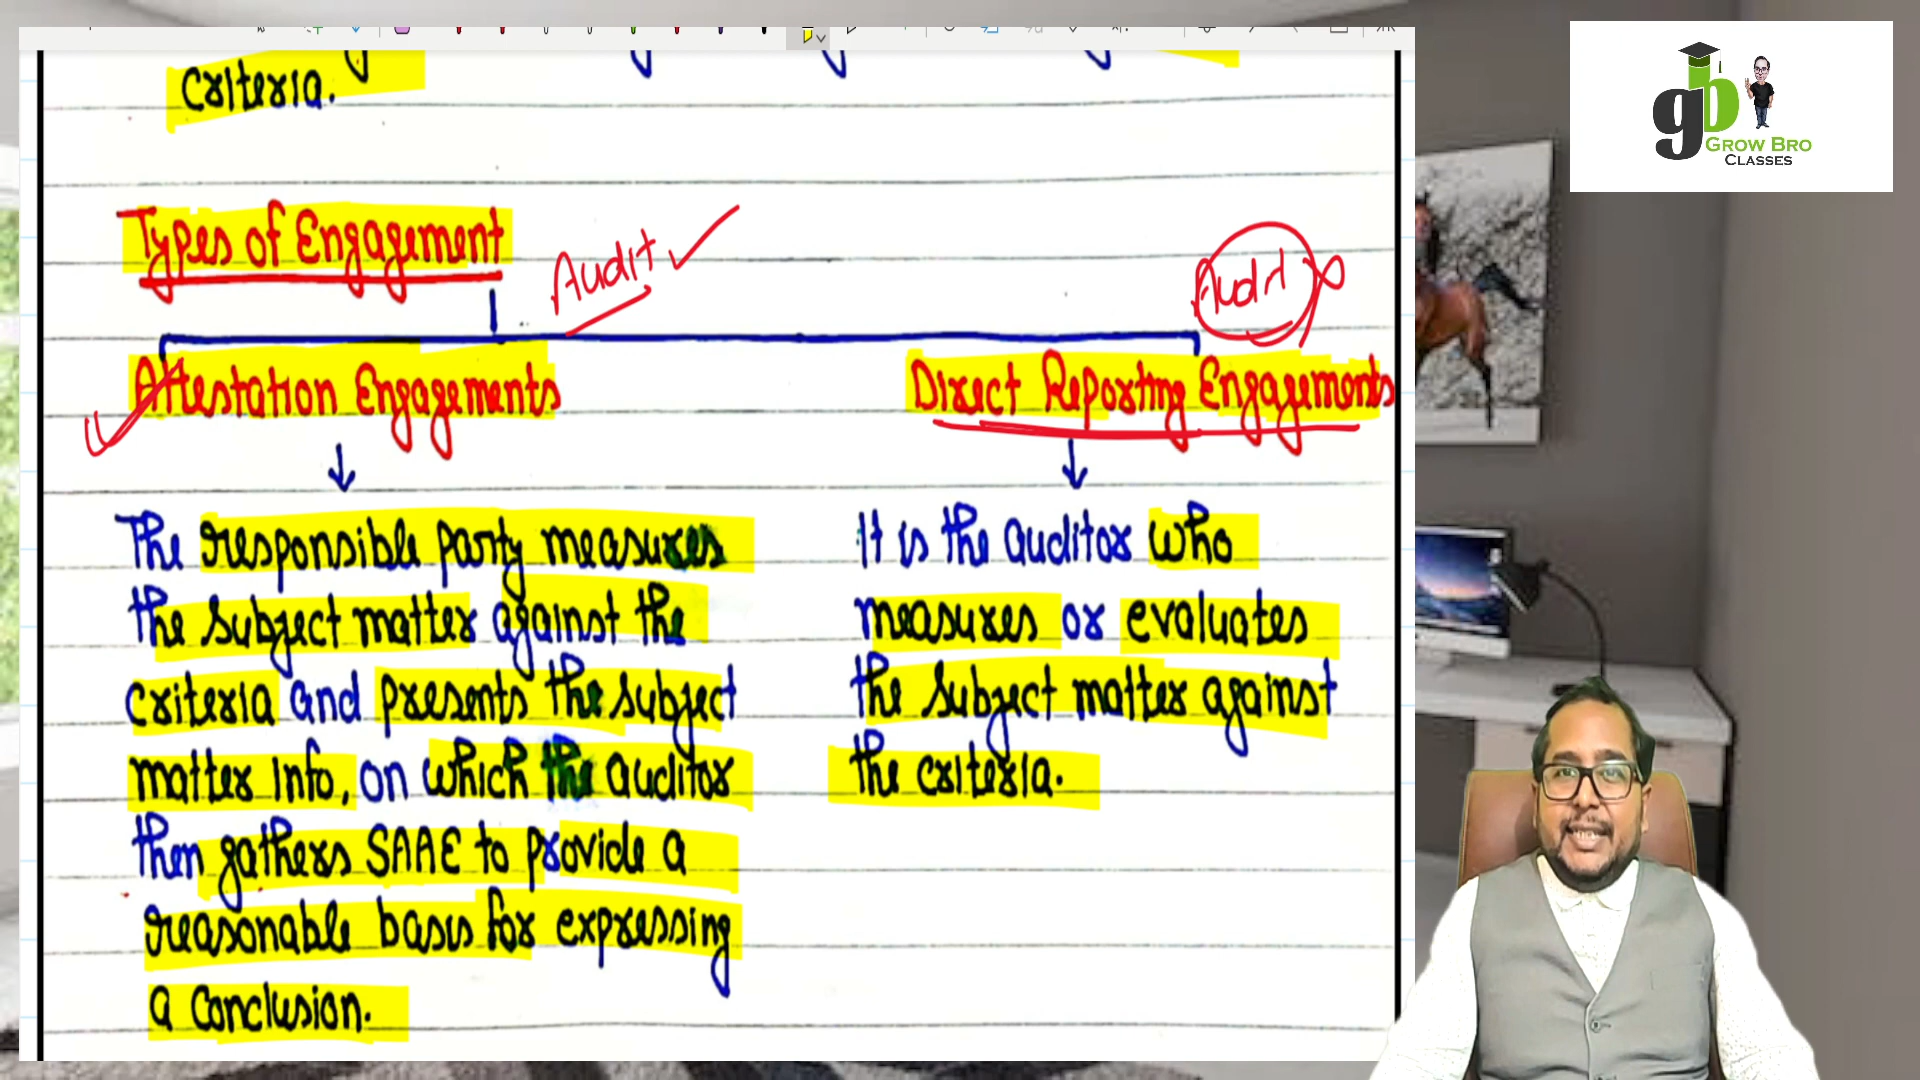 criteria.
Types of Engagement
Audit
Audit
Attestation Engagements
Direct Reporting Engagements
The responsible party measures
the subject matter against the
criteria and presents the subject
matter info, on which the auditor
then gathers SAAE to provide a
reasonable basis for expressing
a conclusion.
It is the auditor who
measures or evaluates
the subject matter against
the criteria.
gb
GROW BRO
CLASSES